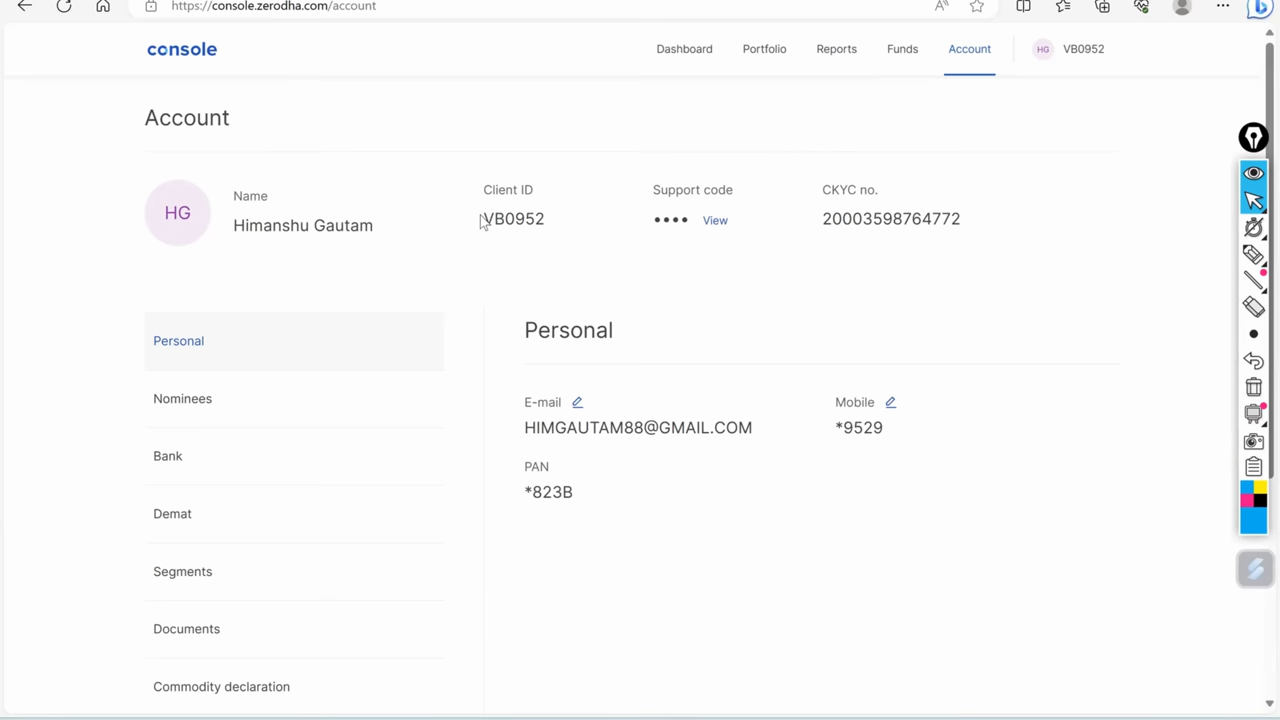 https://console.zerodha.com/account
console
Dashboard
Portfolio
Reports
Funds
Account
HG
VB0952
Account
HG
Name
Himanshu Gautam
Client ID
VB0952
Support code
•••• View
CKYC no.
20003598764772
Personal
Nominees
Bank
Demat
Segments
Documents
Commodity declaration
Personal
E-mail
HIMGAUTAM88@GMAIL.COM
Mobile
*9529
PAN
*823B